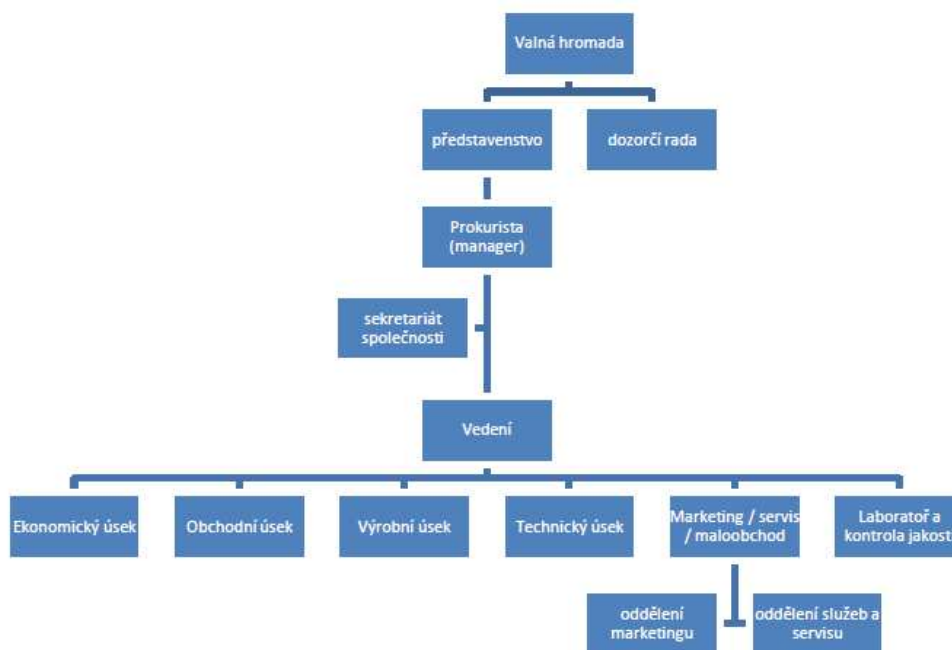 Valná hromada
představenstvo
dozorčí rada
Prokurista
(manager)
sekretariát
společnosti
Vedení
Ekonomický úsek
Obchodní úsek
Výrobní úsek
Technický úsek
Marketing / servis
/ maloobchod
Laboratoř a
kontrola jakosti
oddělení
marketingu
oddělení služeb a
servisu